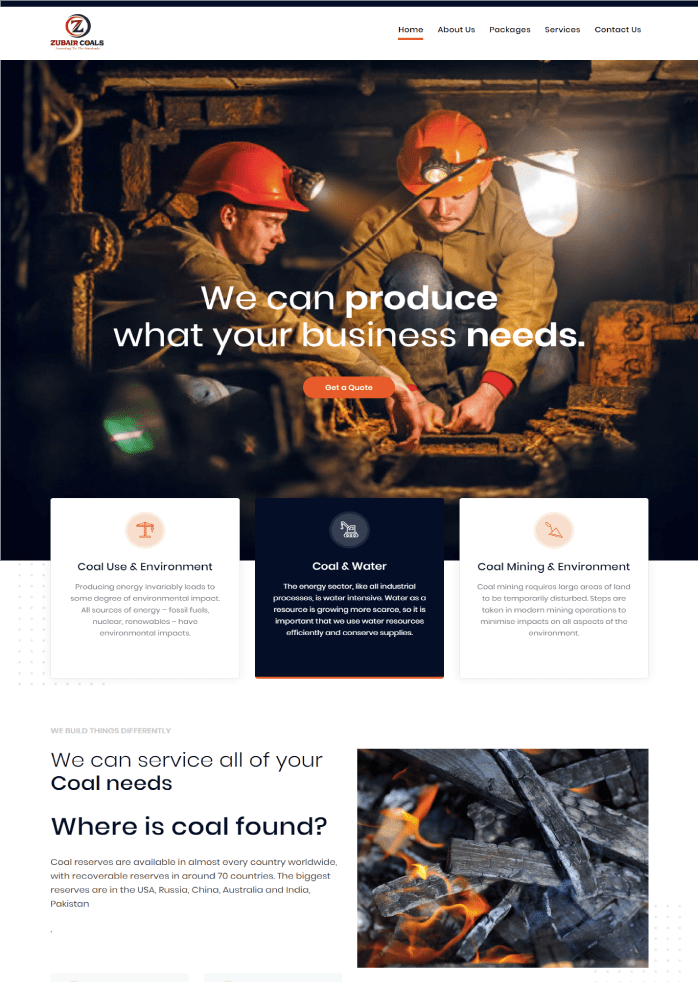 Z
ZUBAIR COALS
Home About Us Packages Services Contact Us
We can produce
what your business needs.
Get a Quote
Coal Use & Environment
Producing energy invariably leads to
some degree of environmental impact.
All sources of energy – fossil fuels,
nuclear, renewables – have
environmental impacts.
Coal & Water
The energy sector, like all industrial
processes, is water intensive. Water as a
resource is growing more scarce, so it is
important that we use water resources
efficiently and conserve supplies.
Coal Mining & Environment
Coal mining requires large areas of land
to be temporarily disturbed. Steps are
taken in modern mining operations to
minimise impacts on all aspects of the
environment.
WE BUILD THINGS DIFFERENTLY
We can service all of your
Coal needs
Where is coal found?
Coal reserves are available in almost every country worldwide,
with recoverable reserves in around 70 countries. The biggest
reserves are in the USA, Russia, China, Australia and India,
Pakistan
.